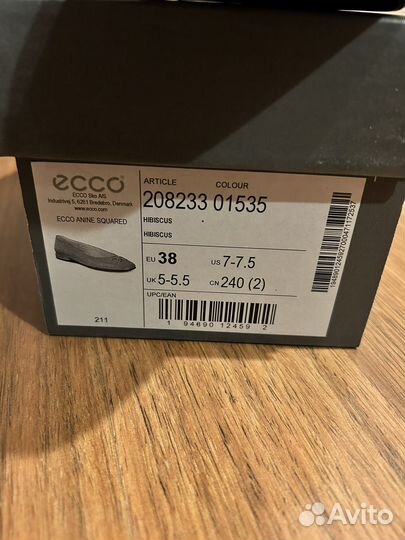 ecco
ECCO Sko A/S
Industrivej 5, 6261 Bredebro, Denmark
www.ecco.com
ECCO ANINE SQUARED
211
ARTICLE COLOUR
208233 01535
HIBISCUS
HIBISCUS
EU 38 US 7-7.5
UK 5-5.5 CN 240 (2)
UPC/EAN
1 94690 12459 2
Avito